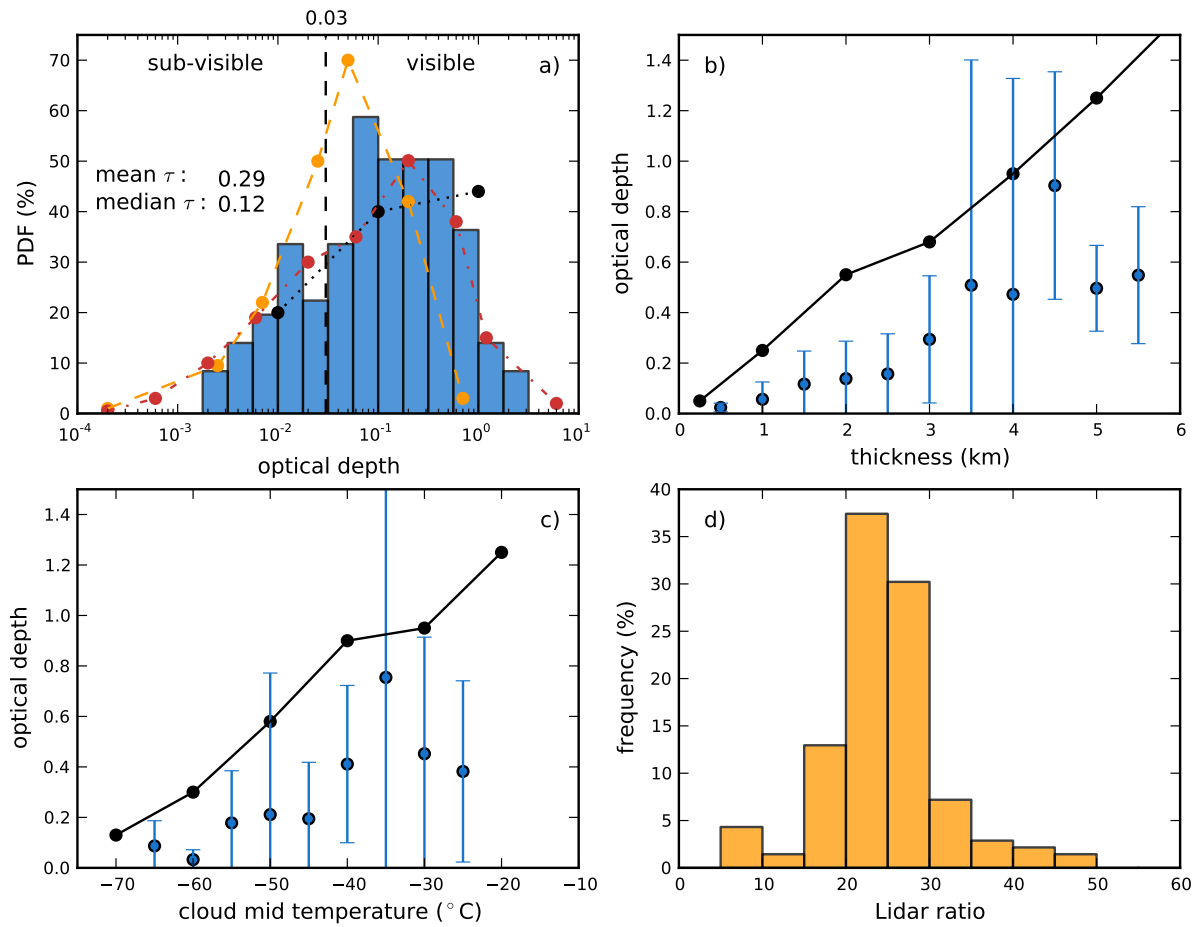 0.03
70
60
50
40
30
20
10
0
PDF (%)
sub-visible visible a)
mean τ : 0.29
median τ : 0.12
10⁻⁴ 10⁻³ 10⁻² 10⁻¹ 10⁰ 10¹
optical depth
1.4
1.2
1.0
0.8
0.6
0.4
0.2
0.0
optical depth
b)
0 1 2 3 4 5 6
thickness (km)
1.4
1.2
1.0
0.8
0.6
0.4
0.2
0.0
optical depth
c)
−70 −60 −50 −40 −30 −20 −10
cloud mid temperature (°C)
40
35
30
25
20
15
10
5
0
frequency (%)
d)
0 10 20 30 40 50 60
Lidar ratio